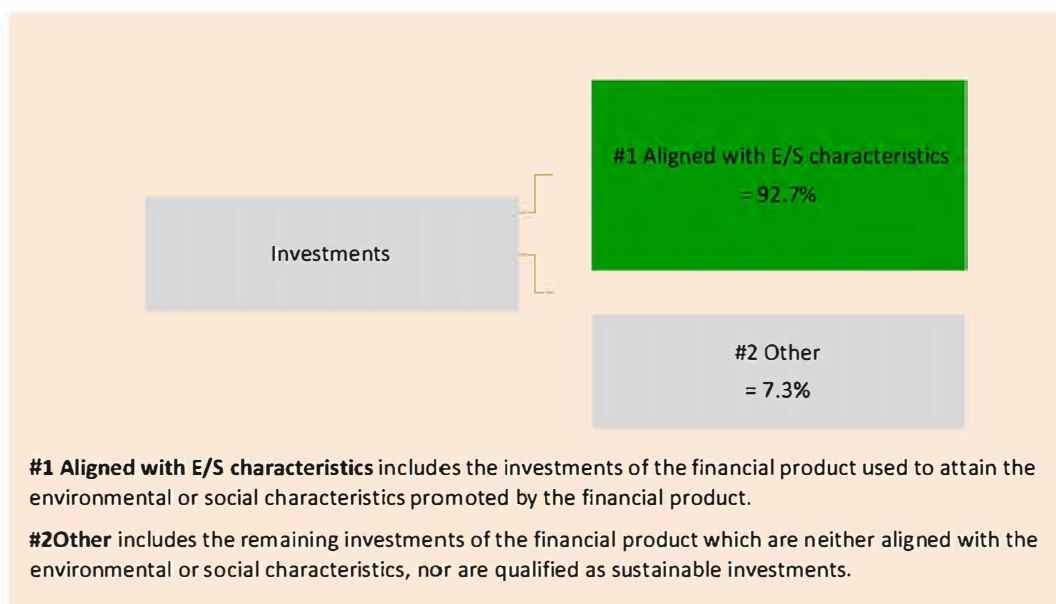 #1 Aligned with E/S characteristics
= 92.7%
Investments
#2 Other
= 7.3%
#1 Aligned with E/S characteristics includes the investments of the financial product used to attain the
environmental or social characteristics promoted by the financial product.
#2Other includes the remaining investments of the financial product which are neither aligned with the
environmental or social characteristics, nor are qualified as sustainable investments.